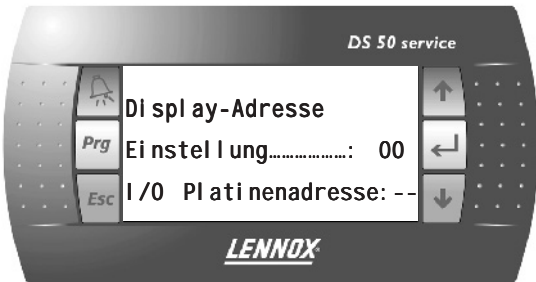 DS 50 service
Display-Adresse
Prg
Einstellung..................: 00
Esc
I/O Platinenadresse:--
LENNOX